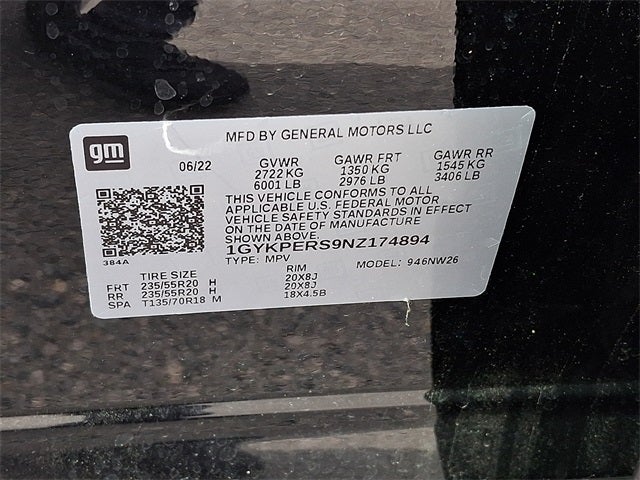 MFD BY GENERAL MOTORS LLC
gm
06/22 GVWR GAWR FRT GAWR RR
2722 KG 1350 KG 1545 KG
6001 LB 2976 LB 3406 LB
THIS VEHICLE CONFORMS TO ALL
APPLICABLE U.S. FEDERAL MOTOR
VEHICLE SAFETY STANDARDS IN EFFECT
ON THE DATE OF MANUFACTURE
SHOWN ABOVE.
1GYKPERS9NZ174894
384A TYPE: MPV MODEL: 946NW26
TIRE SIZE RIM
FRT 235/55R20 H 20X8J
RR 235/55R20 H 20X8J
SPA T135/70R18 M 18X4.5B